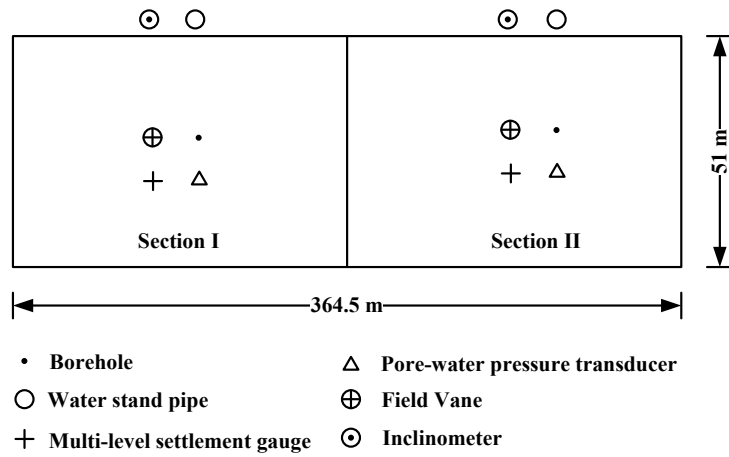 51 m
Section I
Section II
364.5 m
Borehole
Pore-water pressure transducer
Water stand pipe
Field Vane
Multi-level settlement gauge
Inclinometer